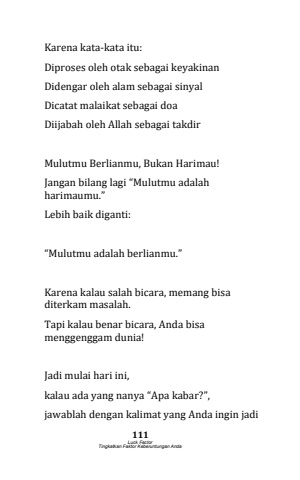 Karena kata-kata itu:
Diproses oleh otak sebagai keyakinan
Didengar oleh alam sebagai sinyal
Dicatat malaikat sebagai doa
Diijabah oleh Allah sebagai takdir
Mulutmu Berlianmu, Bukan Harimau!
Jangan bilang lagi “Mulutmu adalah
harimaumu.”
Lebih baik diganti:
“Mulutmu adalah berlianmu.”
Karena kalau salah bicara, memang bisa
diterkam masalah.
Tapi kalau benar bicara, Anda bisa
menggenggam dunia!
Jadi mulai hari ini,
kalau ada yang nanya “Apa kabar?”,
jawablah dengan kalimat yang Anda ingin jadi
111
Luck Factor
Tingkatkan Faktor Keberuntungan Anda